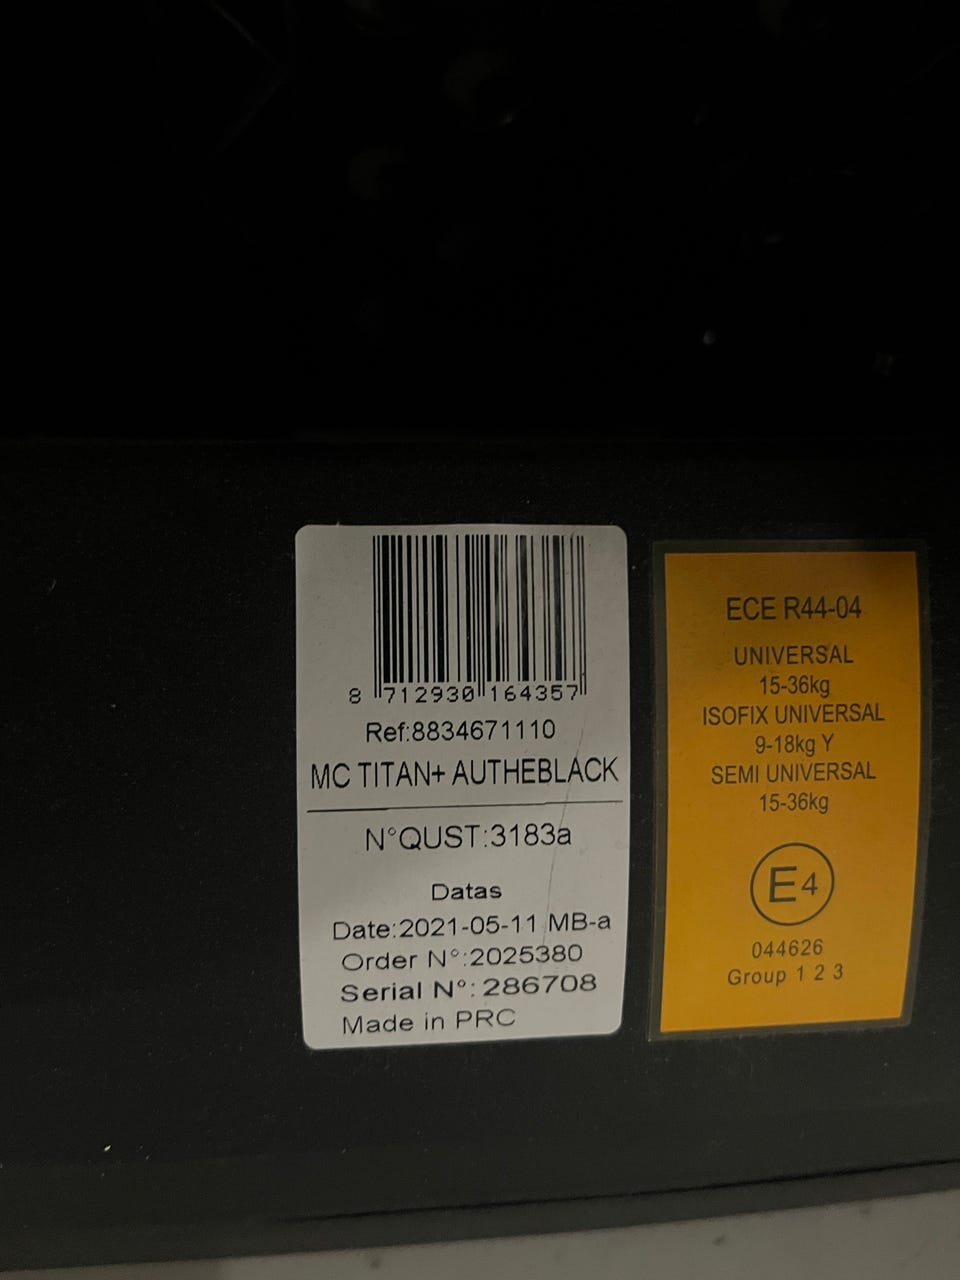 8 712930 164357
Ref:8834671110
MC TITAN+ AUTHEBLACK
N°QUST:3183a
Datas
Date:2021-05-11 MB-a
Order N°:2025380
Serial N°: 286708
Made in PRC
ECE R44-04
UNIVERSAL
15-36kg
ISOFIX UNIVERSAL
9-18kg Y
SEMI UNIVERSAL
15-36kg
E4
044626
Group 1 2 3